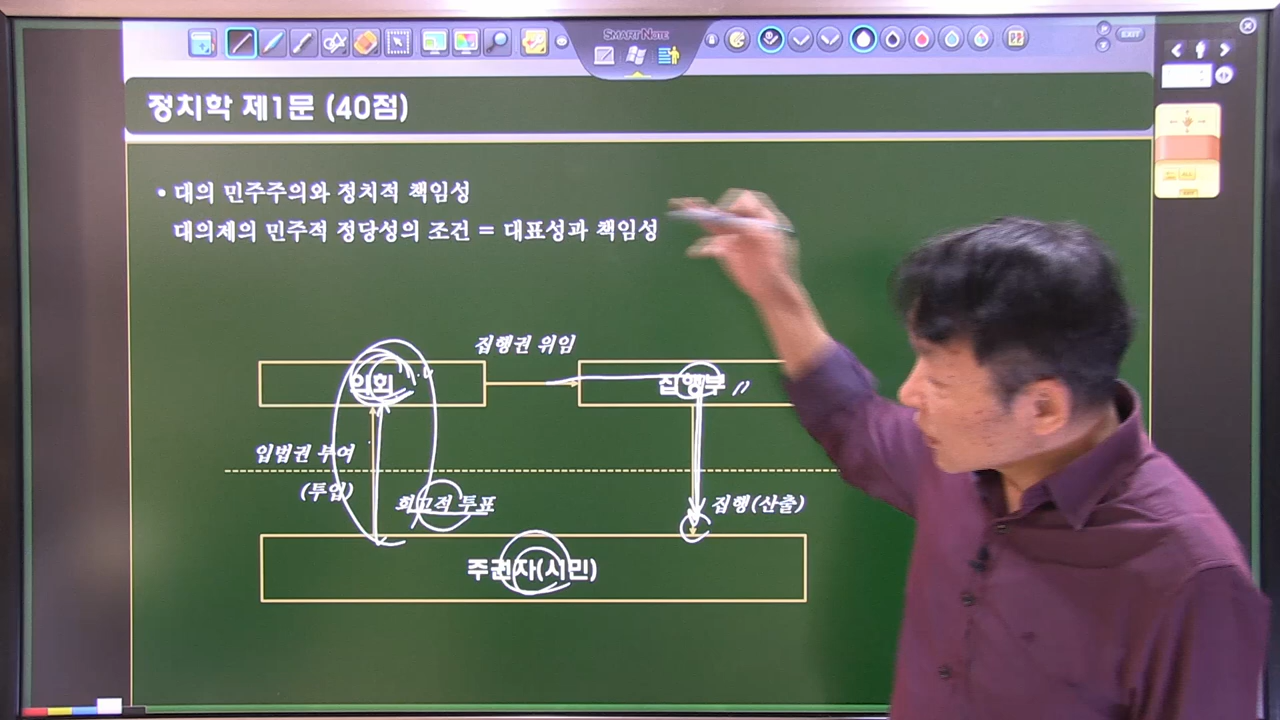 SMART NOTE
EXIT
정치학 제1문 (40점)
• 대의 민주주의와 정치적 책임성
대의제의 민주적 정당성의 조건 = 대표성과 책임성
집행권 위임
의회
집행부
입법권 부여
(투입)
회고적 투표
집행(산출)
주권자(시민)